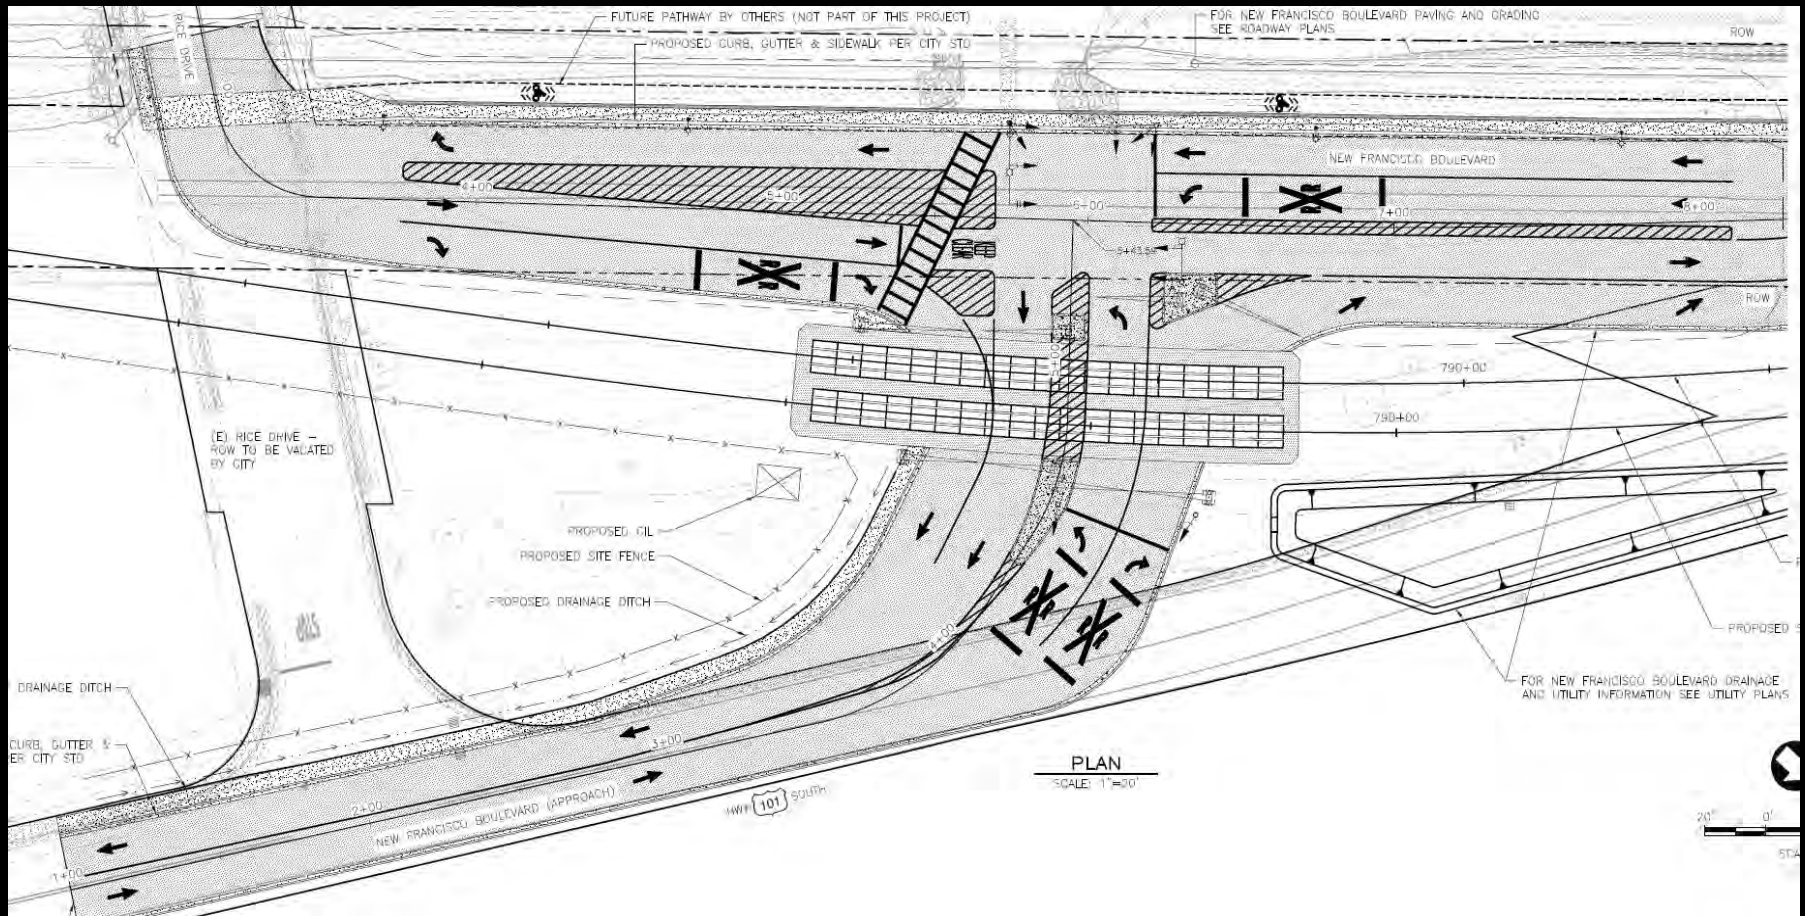 FUTURE PATHWAY BY OTHERS (NOT PART OF THIS PROJECT)
PROPOSED CURB, GUTTER & SIDEWALK PER CITY STD
FOR NEW FRANCISCO BOULEVARD PAVING AND GRADING
SEE ROADWAY PLANS
ROW
RICE DRIVE
NEW FRANCISCO BOULEVARD
4+00
5+00
6+00
7+00
8+00
R R
R R
ROW
790+00
790+00
(E) RICE DRIVE –
ROW TO BE VACATED
BY CITY
PROPOSED CIL
PROPOSED SITE FENCE
PROPOSED DRAINAGE DITCH
STOP
R R
R R
4+00
PROPOSED
DRAINAGE DITCH
CURB, GUTTER &
ER CITY STD
FOR NEW FRANCISCO BOULEVARD DRAINAGE
AND UTILITY INFORMATION SEE UTILITY PLANS
3+00
2+00
1+00
NEW FRANCISCO BOULEVARD (APPROACH)
HWY 101 SOUTH
PLAN
SCALE: 1"=20'
20' 0'